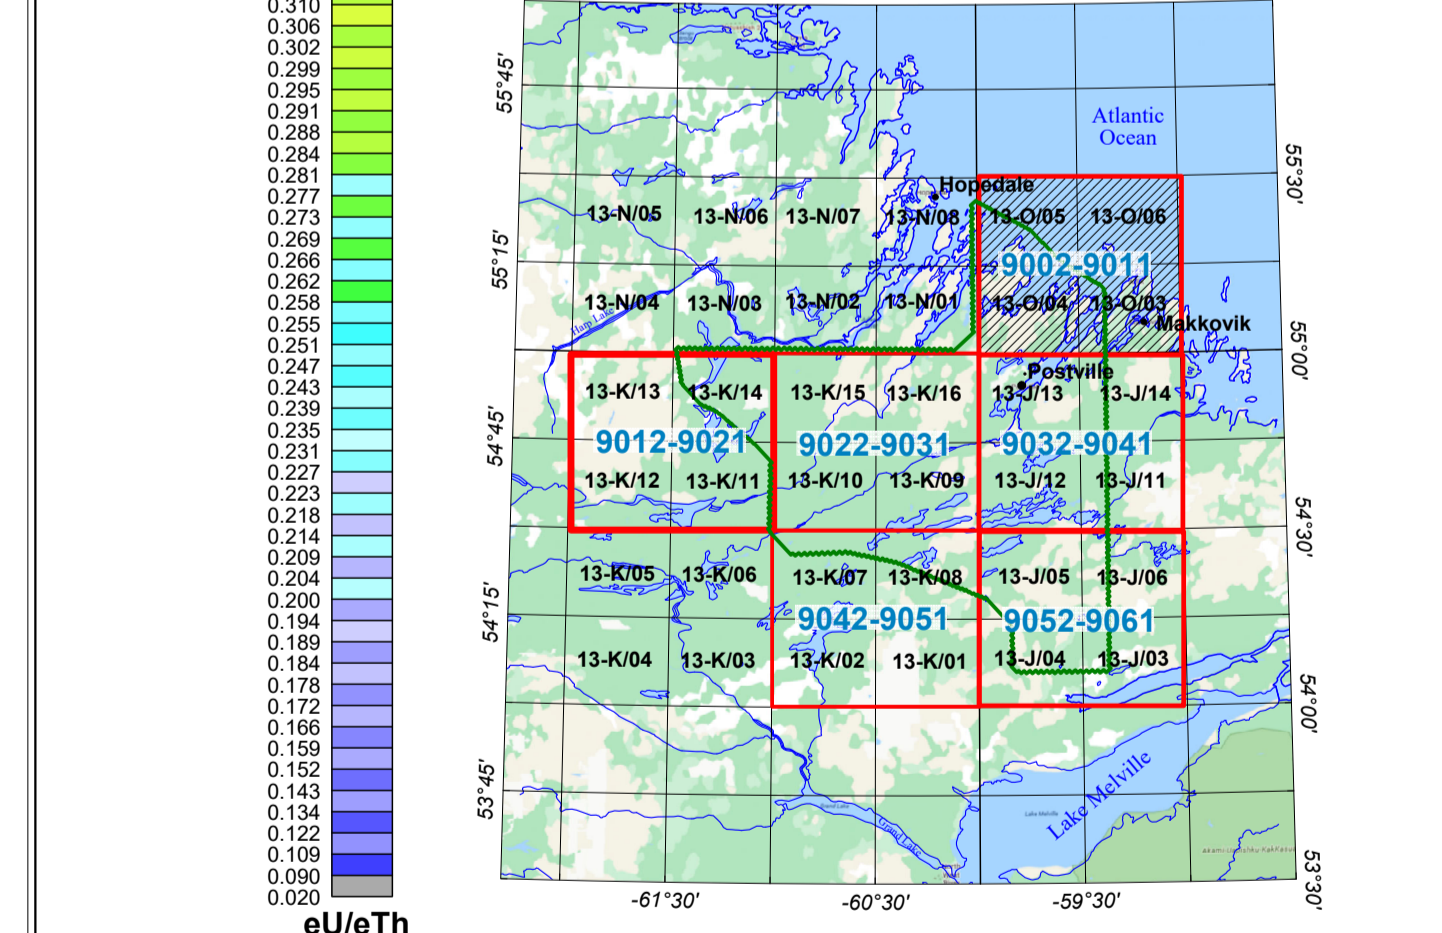 0.310
0.306
0.302
0.299
0.295
0.291
0.288
0.284
0.281
0.277
0.273
0.269
0.266
0.262
0.258
0.255
0.251
0.247
0.243
0.239
0.235
0.231
0.227
0.223
0.218
0.214
0.209
0.204
0.200
0.194
0.189
0.184
0.178
0.172
0.166
0.159
0.152
0.143
0.134
0.122
0.109
0.090
0.020
eU/eTh
55°45'
55°15'
54°45'
54°15'
53°45'
Atlantic
Ocean
Hopedale
13-N/05
13-N/06
13-N/07
13-N/08
13-O/05
13-O/06
9002-9011
13-N/04
13-N/03
13-N/02
13-N/01
13-O/04
13-O/03
Harp Lake
Makkovik
Postville
13-K/13
13-K/14
13-K/15
13-K/16
13-J/13
13-J/14
9012-9021
9022-9031
9032-9041
13-K/12
13-K/11
13-K/10
13-K/09
13-J/12
13-J/11
13-K/05
13-K/06
13-K/07
13-K/08
13-J/05
13-J/06
9042-9051
9052-9061
13-K/04
13-K/03
13-K/02
13-K/01
13-J/04
13-J/03
Lake Melville
Lake Melville
Grand Lake
Grand Lake
55°30'
55°00'
54°30'
54°00'
53°30'
-61°30'
-60°30'
-59°30'